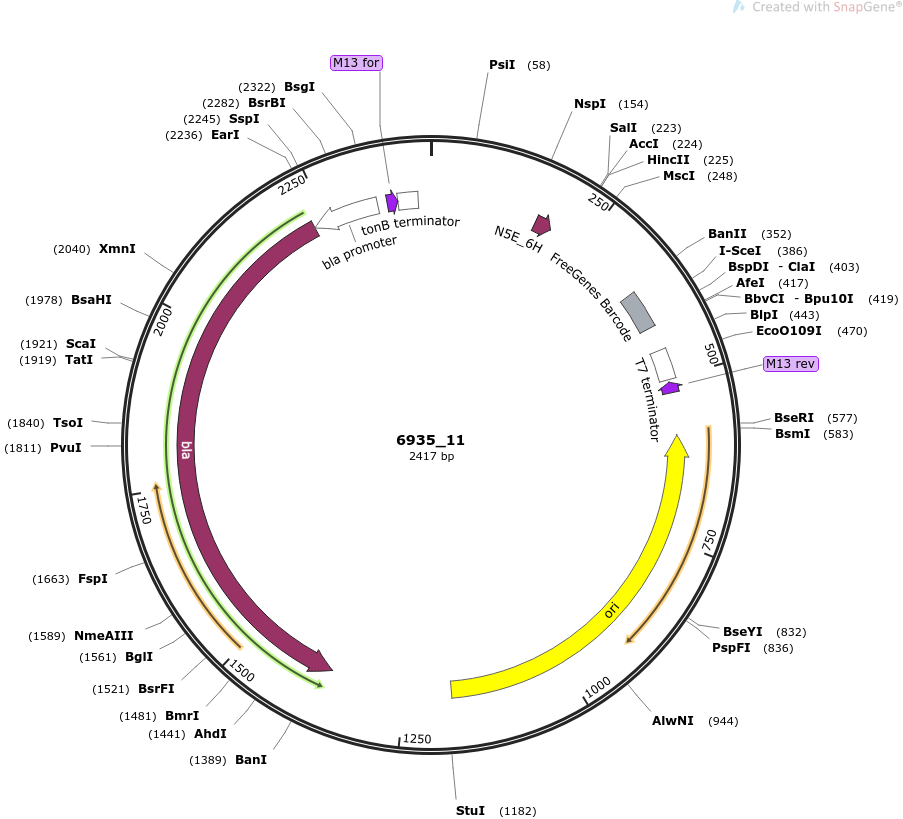 Created with SnapGene®
M13 for
PsiI (58)
NspI (154)
SalI (223)
AccI (224)
HincII (225)
MscI (248)
BanII (352)
I-SceI (386)
BspDI - ClaI (403)
AfeI (417)
BbvCI - Bpu10I (419)
BlpI (443)
EcoO109I (470)
M13 rev
BseRI (577)
BsmI (583)
BseYI (832)
PspFI (836)
AlwNI (944)
StuI (1182)
(1389) BanI
(1441) AhdI
(1481) BmrI
(1521) BsrFI
(1561) BglI
(1589) NmeAIII
(1663) FspI
(1811) PvuI
(1840) TsoI
(1919) TatI
(1921) ScaI
(1978) BsaHI
(2040) XmnI
(2236) EarI
(2245) SspI
(2282) BsrBI
(2322) BsgI
250
500
750
1000
1250
1500
1750
2000
2250
tonB terminator
bla promoter
N5E_6H
FreeGenes Barcode
T7 terminator
ori
bla
6935_11
2417 bp